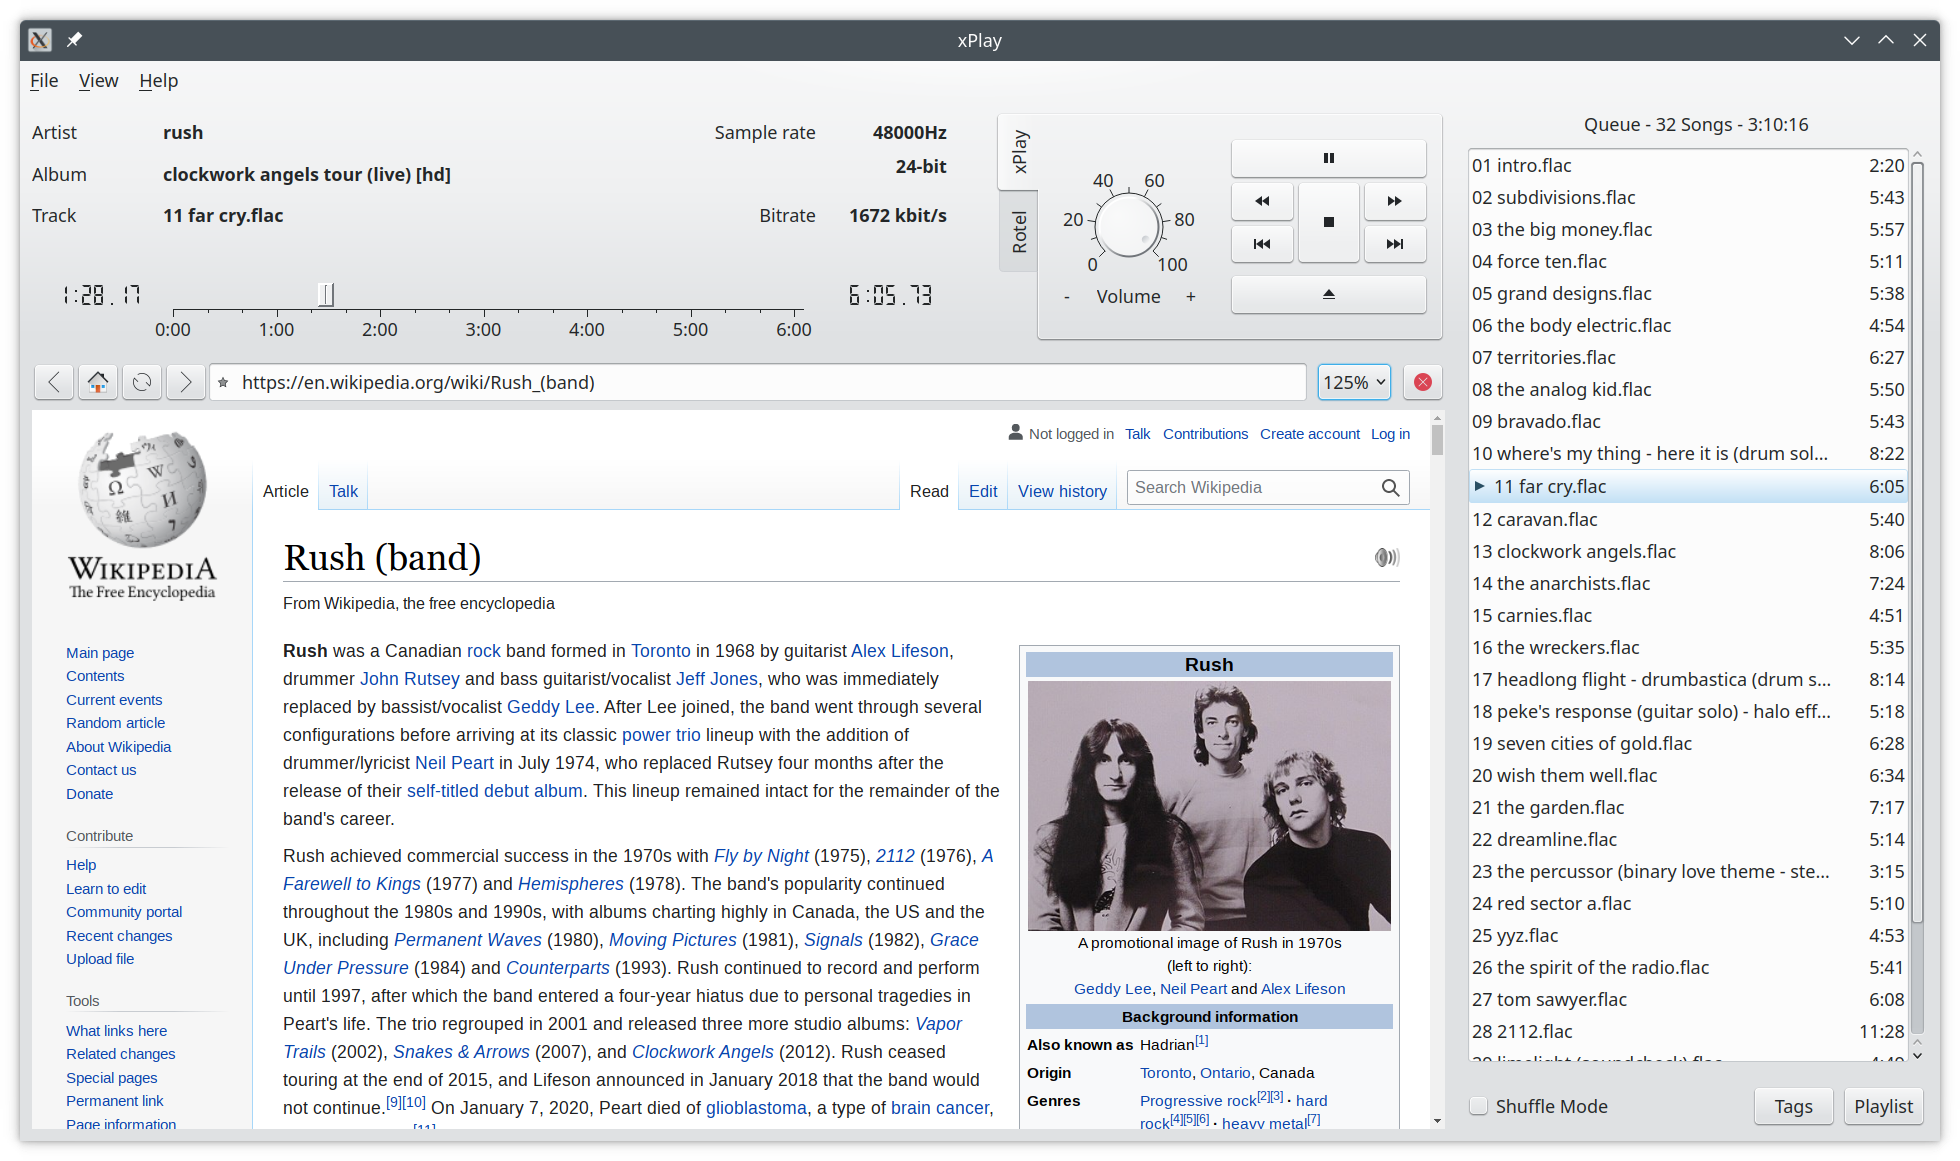 xPlay
File View Help
Artist rush
Album clockwork angels tour (live) [hd]
Track 11 far cry.flac
Sample rate 48000Hz
24-bit
Bitrate 1672 kbit/s
1:28.17
6:05.73
0:00 1:00 2:00 3:00 4:00 5:00 6:00
xPlay
Rotel
0 20 40 60 80 100
- Volume +
https://en.wikipedia.org/wiki/Rush_(band)
125%
WIKIPEDIA
The Free Encyclopedia
Main page
Contents
Current events
Random article
About Wikipedia
Contact us
Donate
Contribute
Help
Learn to edit
Community portal
Recent changes
Upload file
Tools
What links here
Related changes
Special pages
Permanent link
Page information
Not logged in Talk Contributions Create account Log in
Article Talk
Read Edit View history
Search Wikipedia
Rush (band)
From Wikipedia, the free encyclopedia
Rush was a Canadian rock band formed in Toronto in 1968 by guitarist Alex Lifeson,
drummer John Rutsey and bass guitarist/vocalist Jeff Jones, who was immediately
replaced by bassist/vocalist Geddy Lee. After Lee joined, the band went through several
configurations before arriving at its classic power trio lineup with the addition of
drummer/lyricist Neil Peart in July 1974, who replaced Rutsey four months after the
release of their self-titled debut album. This lineup remained intact for the remainder of the
band's career.
Rush achieved commercial success in the 1970s with Fly by Night (1975), 2112 (1976), A
Farewell to Kings (1977) and Hemispheres (1978). The band's popularity continued
throughout the 1980s and 1990s, with albums charting highly in Canada, the US and the
UK, including Permanent Waves (1980), Moving Pictures (1981), Signals (1982), Grace
Under Pressure (1984) and Counterparts (1993). Rush continued to record and perform
until 1997, after which the band entered a four-year hiatus due to personal tragedies in
Peart's life. The trio regrouped in 2001 and released three more studio albums: Vapor
Trails (2002), Snakes & Arrows (2007), and Clockwork Angels (2012). Rush ceased
touring at the end of 2015, and Lifeson announced in January 2018 that the band would
not continue.[9][10] On January 7, 2020, Peart died of glioblastoma, a type of brain cancer,
[11]
Rush
A promotional image of Rush in 1970s
(left to right):
Geddy Lee, Neil Peart and Alex Lifeson
Background information
Also known as Hadrian[1]
Origin Toronto, Ontario, Canada
Genres Progressive rock[2][3] · hard
rock[4][5][6] · heavy metal[7]
Queue - 32 Songs - 3:10:16
01 intro.flac 2:20
02 subdivisions.flac 5:43
03 the big money.flac 5:57
04 force ten.flac 5:11
05 grand designs.flac 5:38
06 the body electric.flac 4:54
07 territories.flac 6:27
08 the analog kid.flac 5:50
09 bravado.flac 5:43
10 where's my thing - here it is (drum sol... 8:22
11 far cry.flac 6:05
12 caravan.flac 5:40
13 clockwork angels.flac 8:06
14 the anarchists.flac 7:24
15 carnies.flac 4:51
16 the wreckers.flac 5:35
17 headlong flight - drumbastica (drum s... 8:14
18 peke's response (guitar solo) - halo eff... 5:18
19 seven cities of gold.flac 6:28
20 wish them well.flac 6:34
21 the garden.flac 7:17
22 dreamline.flac 5:14
23 the percussor (binary love theme - ste... 3:15
24 red sector a.flac 5:10
25 yyz.flac 4:53
26 the spirit of the radio.flac 5:41
27 tom sawyer.flac 6:08
28 2112.flac 11:28
29 limelight (soundcheck).flac
Shuffle Mode Tags Playlist